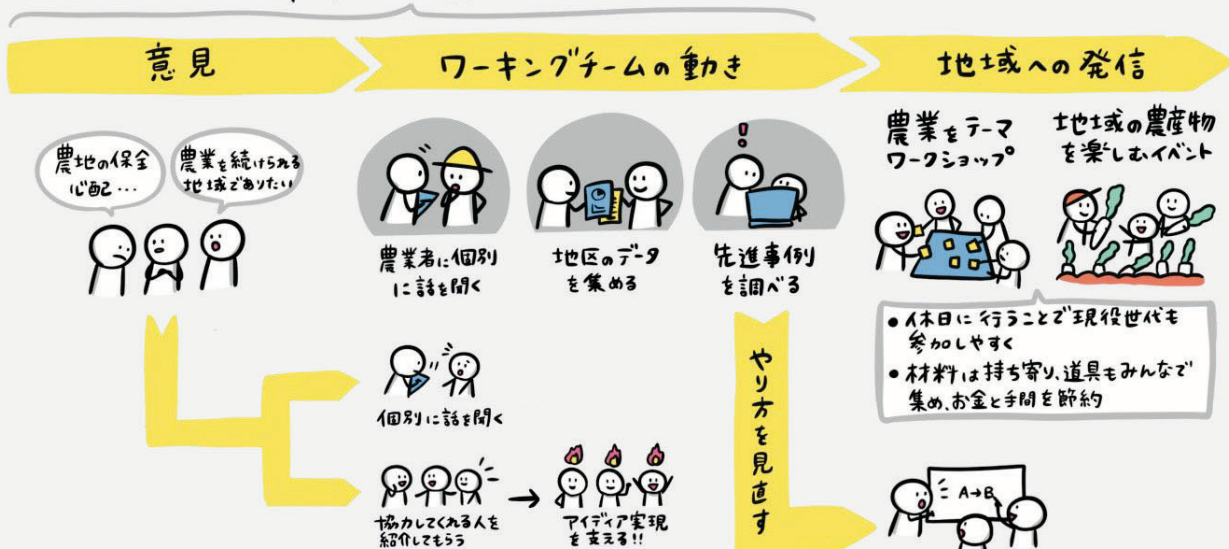 意見
ワーキングチームの動き
地域への発信
農地の保全
心配…
農業を続けられる
地域でありたい
農業者に個別
に話を聞く
地区のデータ
を集める
!
先進事例
を調べる
農業をテーマ
ワークショップ
地域の農産物
を楽しむイベント
• 休日に行うことで現役世代も
参加しやすく
• 材料は持ち寄り、道具もみんなで
集め、お金と手間を節約
個別に話を聞く
協力してくれる人を
紹介してもらう
→
アイディア実現
を支える!!
やり方を見直す
A→B